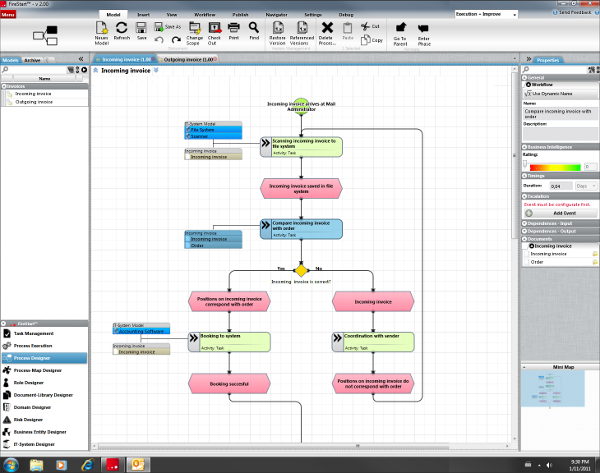 FireStart™ - v 2.00
Menu
Model
Insert
View
Workflow
Publish
Navigator
Settings
Debug
Execution + Improve
Send Feedback
Neues Model
Refresh
Save
Save As
Change Scope
Check Out
Print
Find
Restore Version
Referenced Versions
Delete Proces...
Paste
Cut
Copy
Go To Parent
Enter Phase
Models
Archive
Name
Invoices
Incoming invoice
Outgoing invoice
Incoming invoice (1.00
Outgoing invoice (1.00
Incoming invoice
Incoming invoice arrives at Mail Administrator
IT-System Model
File System
Scanner
Incoming invoice
Incoming invoice
Scanning incoming invoice to file system
Activity: Task
Incoming invoice saved in file system
Incoming invoice
Incoming invoice
Order
Compare incoming invoice with order
Activity: Task
Yes
No
Incoming invoice is correct?
Positions on incoming invoice correspond with order
Incoming invoice
IT-System Model
Accounting Software
Incoming invoice
Incoming invoice
Booking to system
Activity: Task
Coordination with sender
Activity: Task
Booking succesful
Positions on incoming invoice do not correspond with order
FireStart™
Task Management
Process Execution
Process Designer
Process-Map Designer
Role Designer
Document-Library Designer
Domain Designer
Risk Designer
Business Entity Designer
IT-System Designer
Properties
General
Workflow
Use Dynamic Name
Name:
Compare incoming invoice with order
Description:
Business Intelligence
Rating:
Timings
Duration:
0,04
Days
Escalation
Event must be configurate first.
Add Event
Dependences - Input
Dependences - Output
Documents
Incoming invoice
Incoming invoice
Order
Mini Map
9:30 PM
1/11/2011